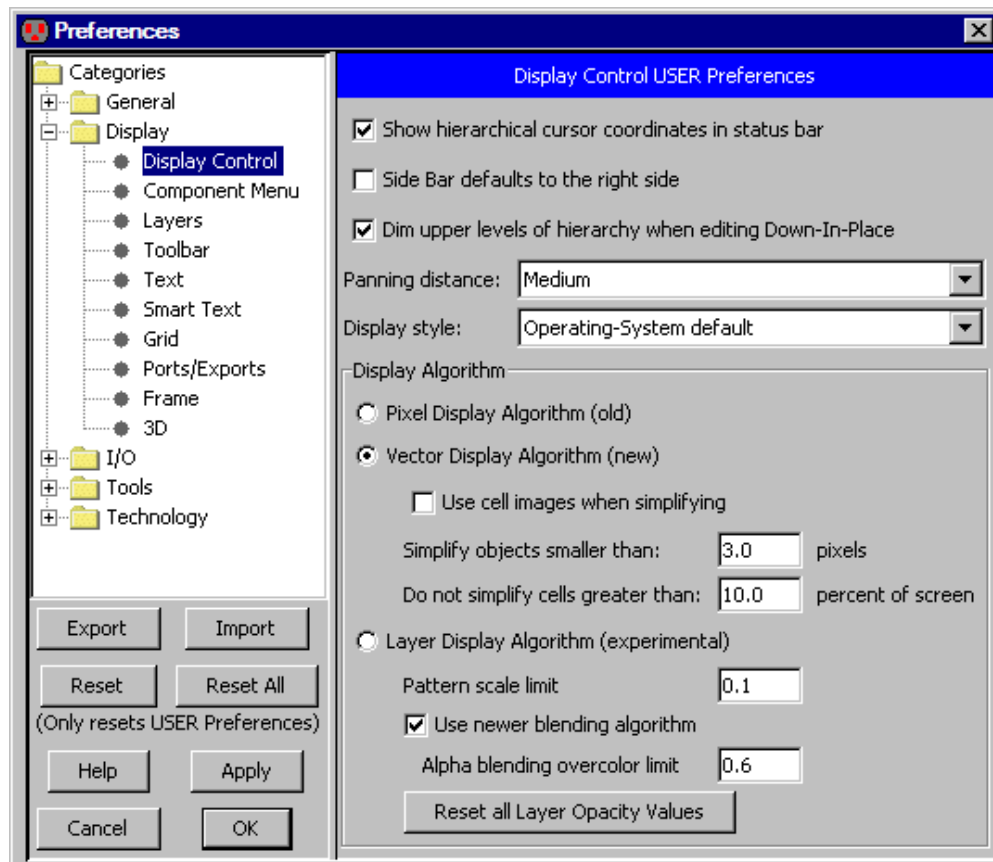 Preferences
Categories
General
Display
Display Control
Component Menu
Layers
Toolbar
Text
Smart Text
Grid
Ports/Exports
Frame
3D
I/O
Tools
Technology
Export
Import
Reset
Reset All
(Only resets USER Preferences)
Help
Apply
Cancel
OK
Display Control USER Preferences
Show hierarchical cursor coordinates in status bar
Side Bar defaults to the right side
Dim upper levels of hierarchy when editing Down-In-Place
Panning distance: Medium
Display style: Operating-System default
Display Algorithm
Pixel Display Algorithm (old)
Vector Display Algorithm (new)
Use cell images when simplifying
Simplify objects smaller than: 3.0 pixels
Do not simplify cells greater than: 10.0 percent of screen
Layer Display Algorithm (experimental)
Pattern scale limit 0.1
Use newer blending algorithm
Alpha blending overcolor limit 0.6
Reset all Layer Opacity Values